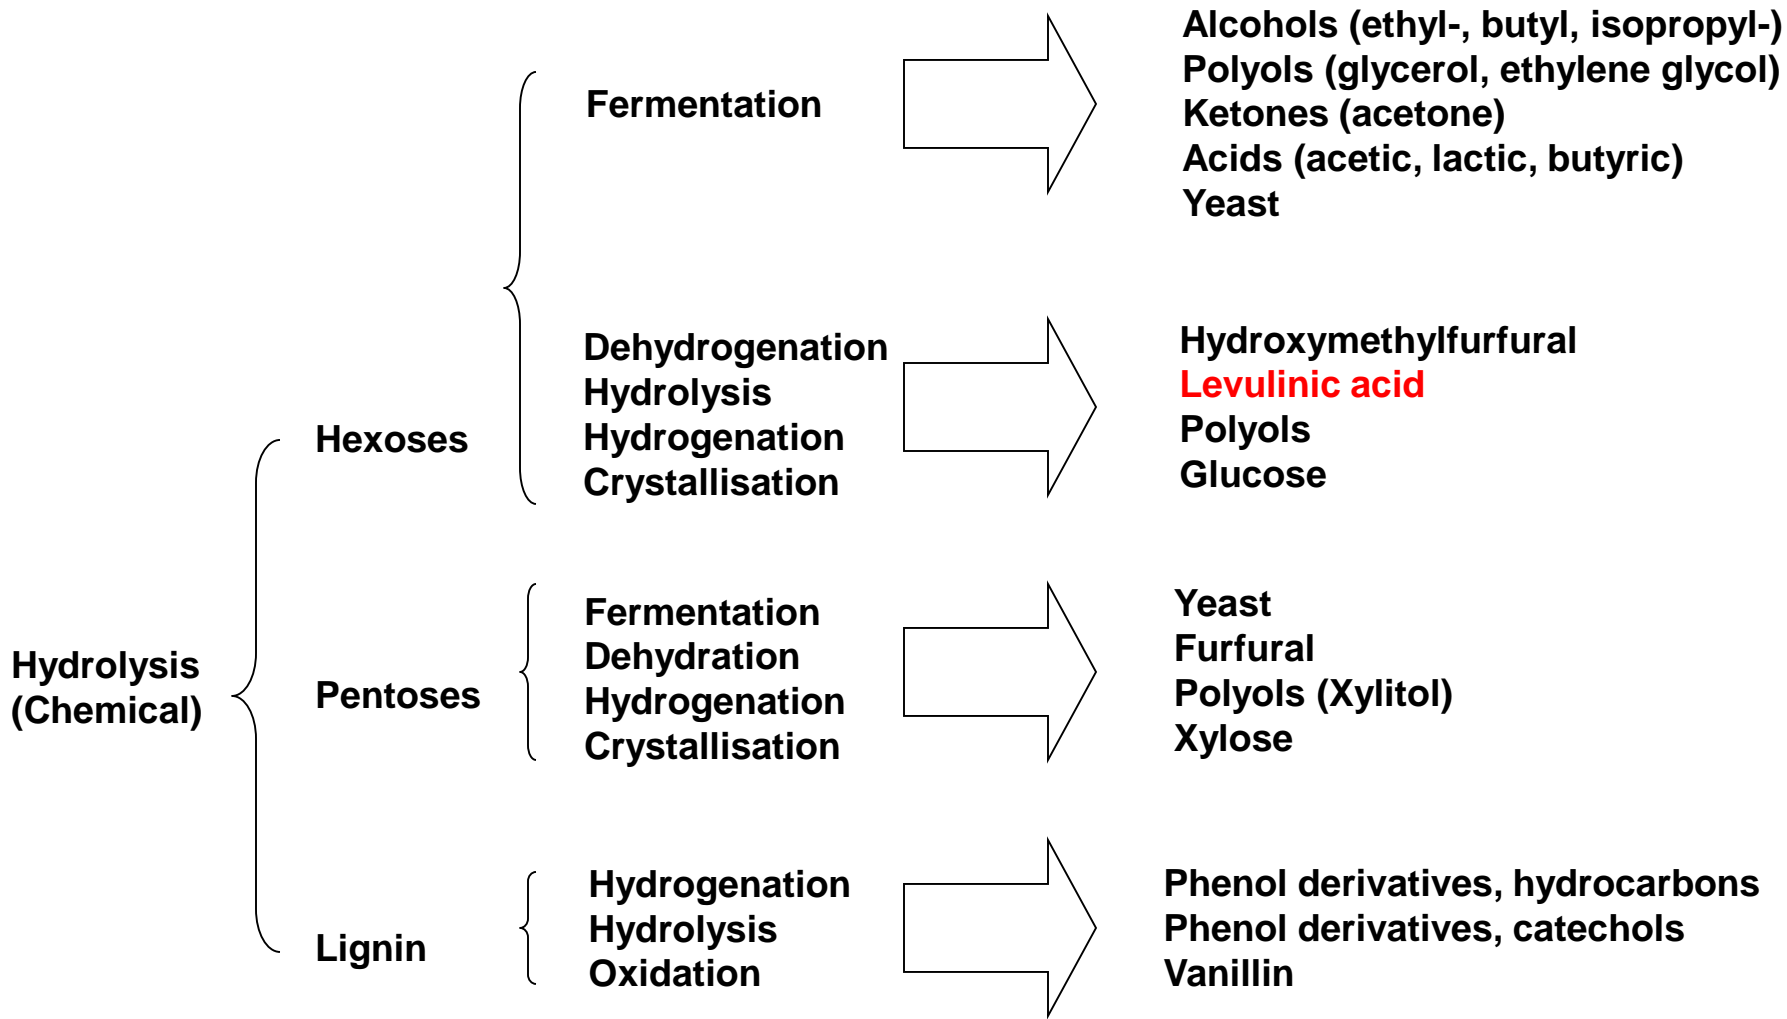 Hydrolysis
(Chemical)
Hexoses
Fermentation
Alcohols (ethyl-, butyl, isopropyl-)
Polyols (glycerol, ethylene glycol)
Ketones (acetone)
Acids (acetic, lactic, butyric)
Yeast
Dehydrogenation
Hydrolysis
Hydrogenation
Crystallisation
Hydroxymethylfurfural
Levulinic acid
Polyols
Glucose
Pentoses
Fermentation
Dehydration
Hydrogenation
Crystallisation
Yeast
Furfural
Polyols (Xylitol)
Xylose
Lignin
Hydrogenation
Hydrolysis
Oxidation
Phenol derivatives, hydrocarbons
Phenol derivatives, catechols
Vanillin